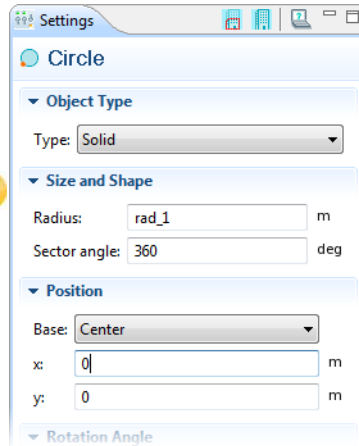 Settings
Circle
Object Type
Type: Solid
Size and Shape
Radius: rad_1 m
Sector angle: 360 deg
Position
Base: Center
x: 0 m
y: 0 m
Rotation Angle